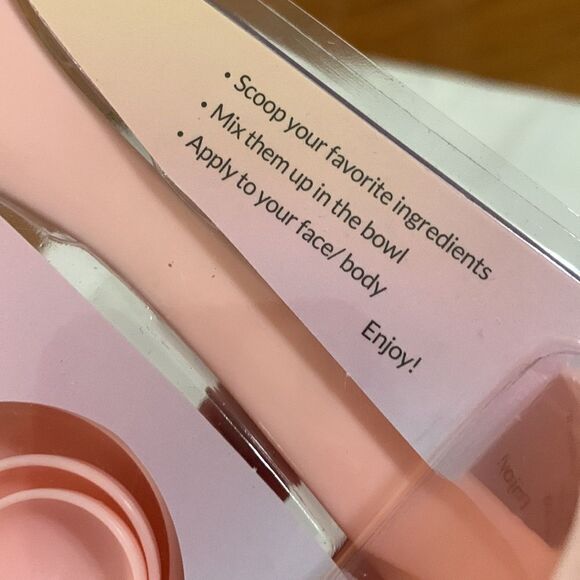 • Scoop your favorite ingredients
• Mix them up in the bowl
• Apply to your face/ body
Enjoy!